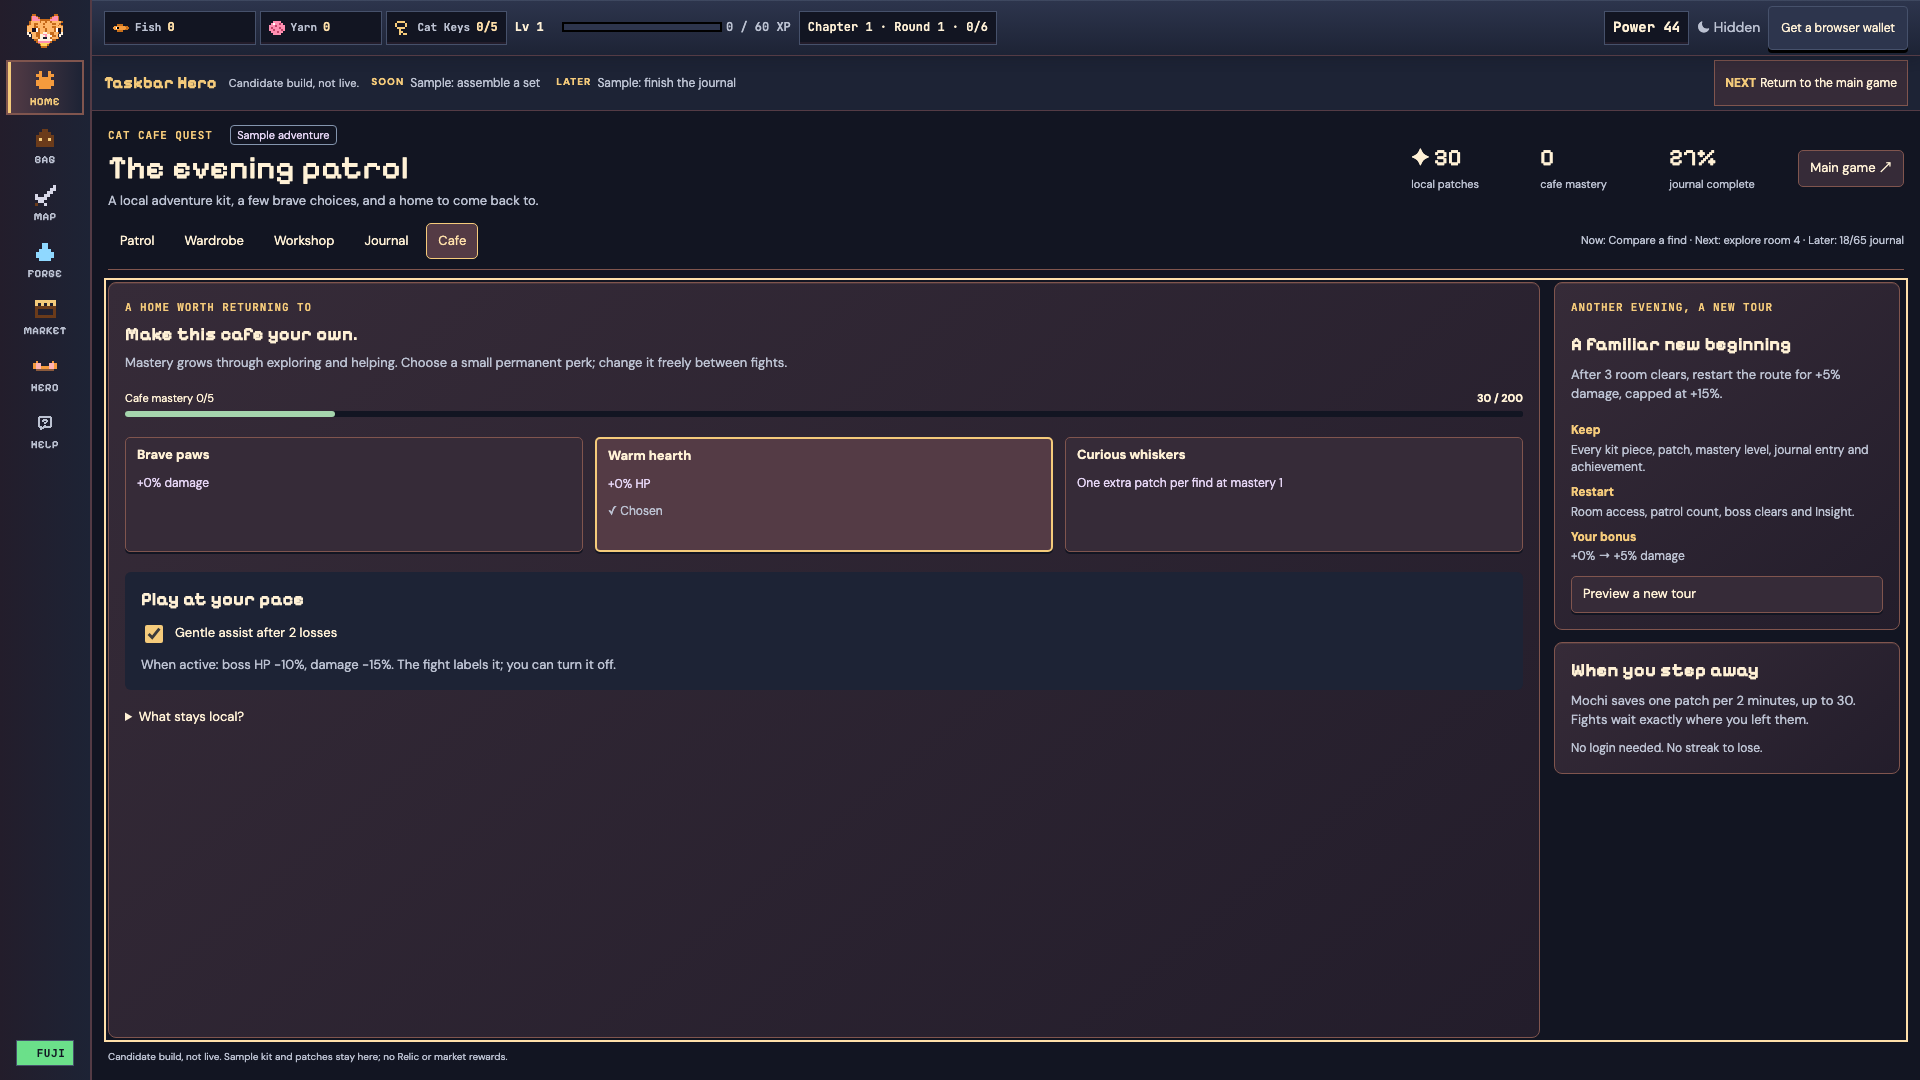 Fish 0
Yarn 0
Cat Keys 0/5
Lv 1
0 / 60 XP
Chapter 1 · Round 1 · 0/6
Power 44
Hidden
Get a browser wallet
HOME
BAG
MAP
FORGE
MARKET
HERO
HELP
FUJI
Taskbar Hero
Candidate build, not live.
SOON Sample: assemble a set
LATER Sample: finish the journal
NEXT Return to the main game
CAT CAFE QUEST
Sample adventure
The evening patrol
A local adventure kit, a few brave choices, and a home to come back to.
30
local patches
0
cafe mastery
27%
journal complete
Main game ↗
Patrol
Wardrobe
Workshop
Journal
Cafe
Now: Compare a find · Next: explore room 4 · Later: 18/65 journal
A HOME WORTH RETURNING TO
Make this cafe your own.
Mastery grows through exploring and helping. Choose a small permanent perk; change it freely between fights.
Cafe mastery 0/5
30 / 200
Brave paws
+0% damage
Warm hearth
+0% HP
✓ Chosen
Curious whiskers
One extra patch per find at mastery 1
Play at your pace
Gentle assist after 2 losses
When active: boss HP -10%, damage -15%. The fight labels it; you can turn it off.
What stays local?
ANOTHER EVENING, A NEW TOUR
A familiar new beginning
After 3 room clears, restart the route for +5%
damage, capped at +15%.
Keep
Every kit piece, patch, mastery level, journal entry and
achievement.
Restart
Room access, patrol count, boss clears and Insight.
Your bonus
+0% → +5% damage
Preview a new tour
When you step away
Mochi saves one patch per 2 minutes, up to 30.
Fights wait exactly where you left them.
No login needed. No streak to lose.
Candidate build, not live. Sample kit and patches stay here; no Relic or market rewards.